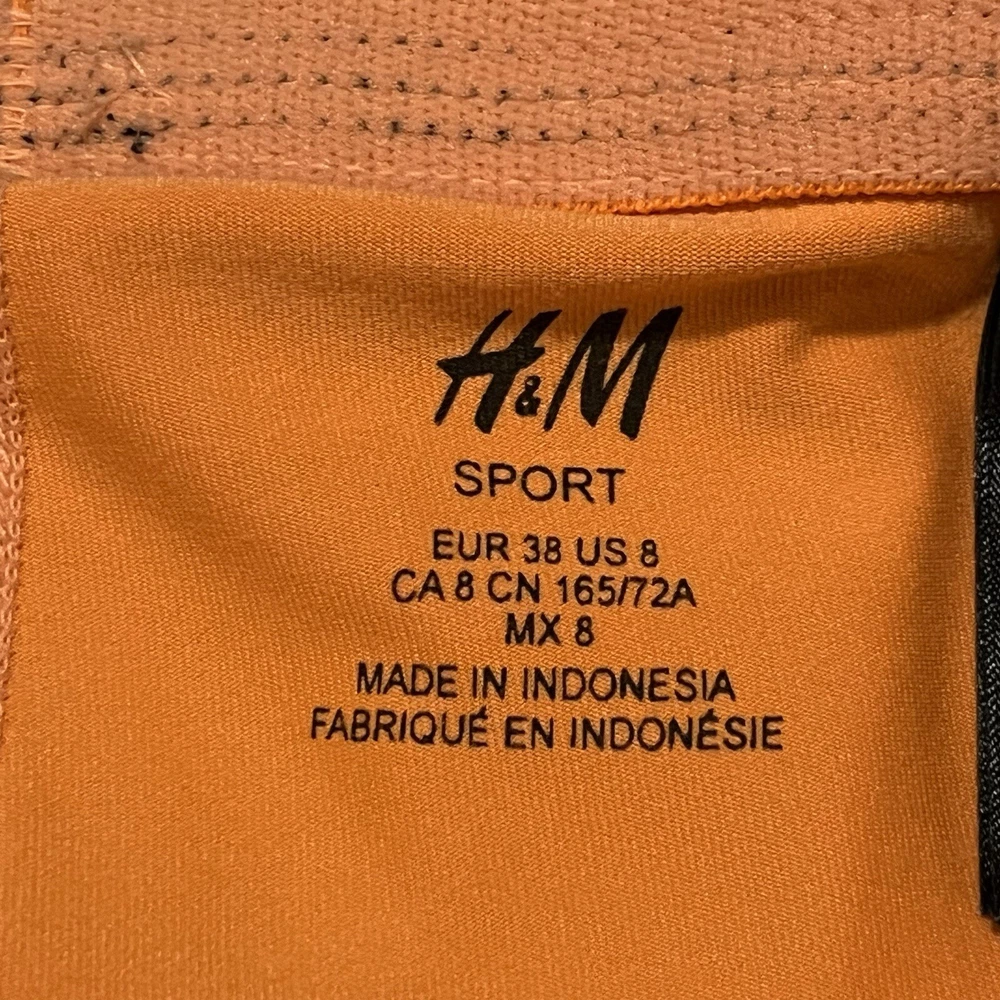 H&M
SPORT
EUR 38 US 8
CA 8 CN 165/72A
MX 8
MADE IN INDONESIA
FABRIQUÉ EN INDONÉSIE